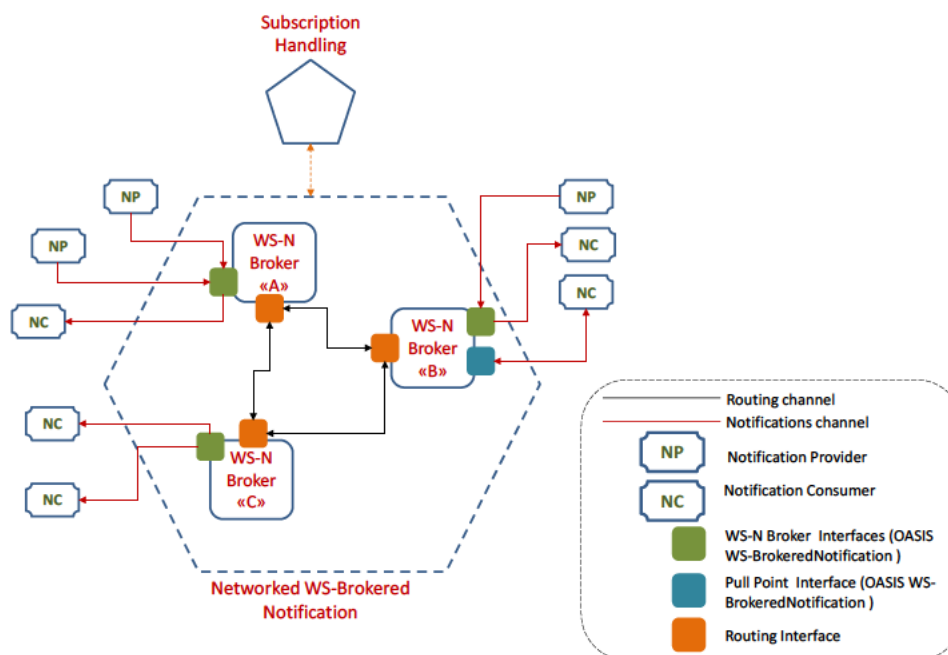 Subscription
Handling
NP
NP
NC
WS-N
Broker
«A»
NP
NC
NC
WS-N
Broker
«B»
NC
NC
WS-N
Broker
«C»
Networked WS-Brokered
Notification
Routing channel
Notifications channel
NP
Notification Provider
NC
Notification Consumer
WS-N Broker Interfaces (OASIS
WS-BrokeredNotification )
Pull Point Interface (OASIS WS-
BrokeredNotification )
Routing Interface